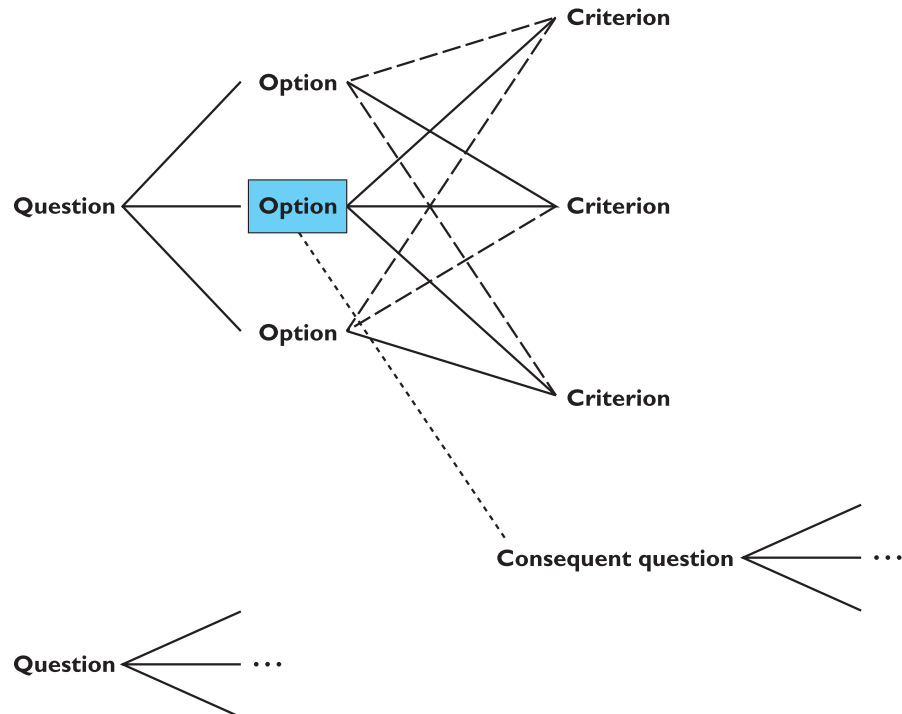 Criterion
Option
Question
Option
Criterion
Option
Criterion
Consequent question
...
Question
...